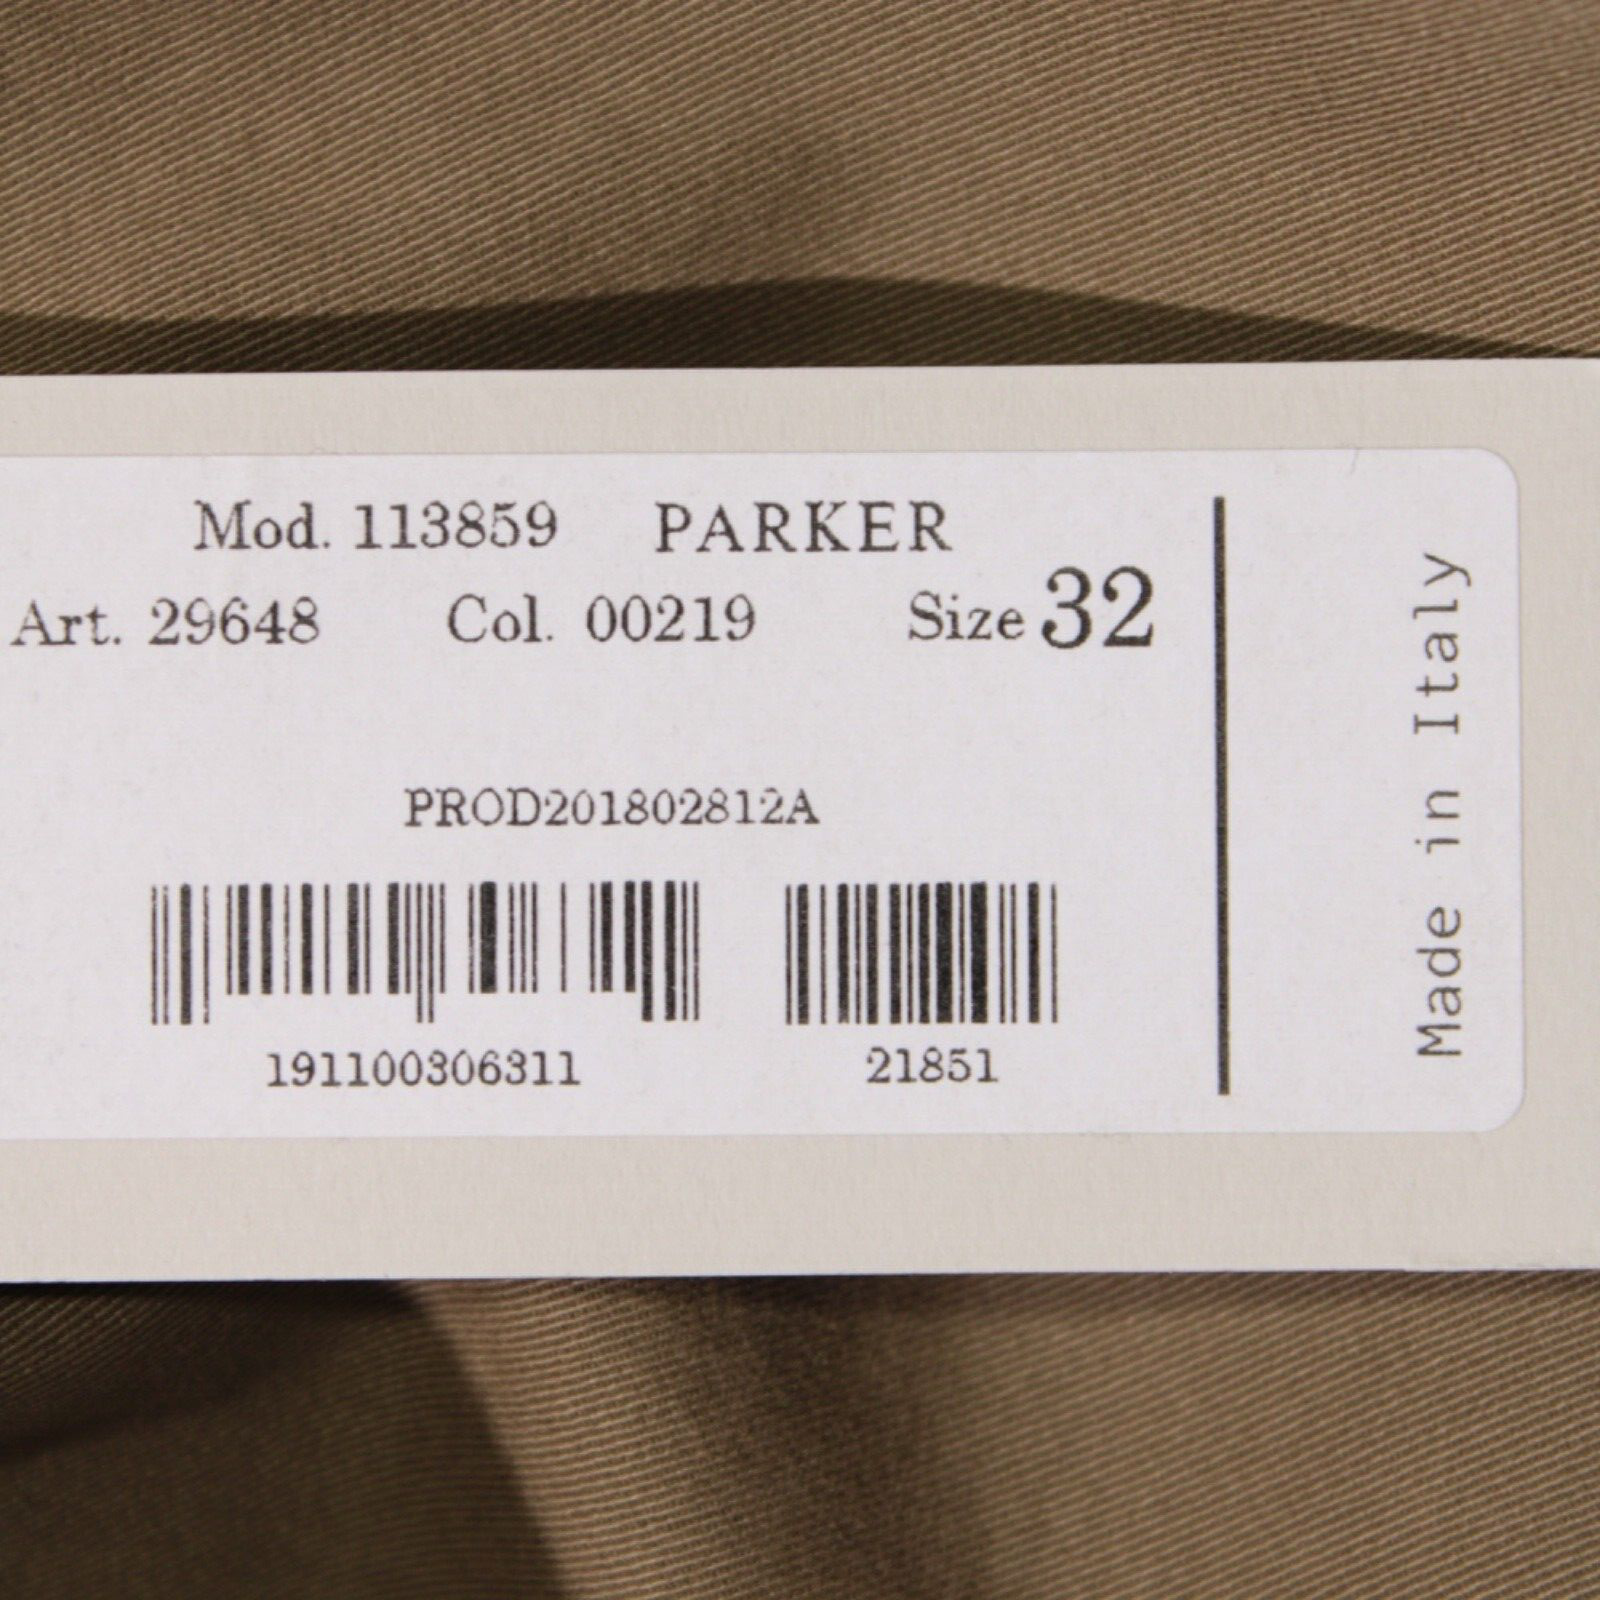 Mod. 113859 PARKER
Art. 29648 Col. 00219 Size 32
PROD201802812A
191100306311 21851
Made in Italy